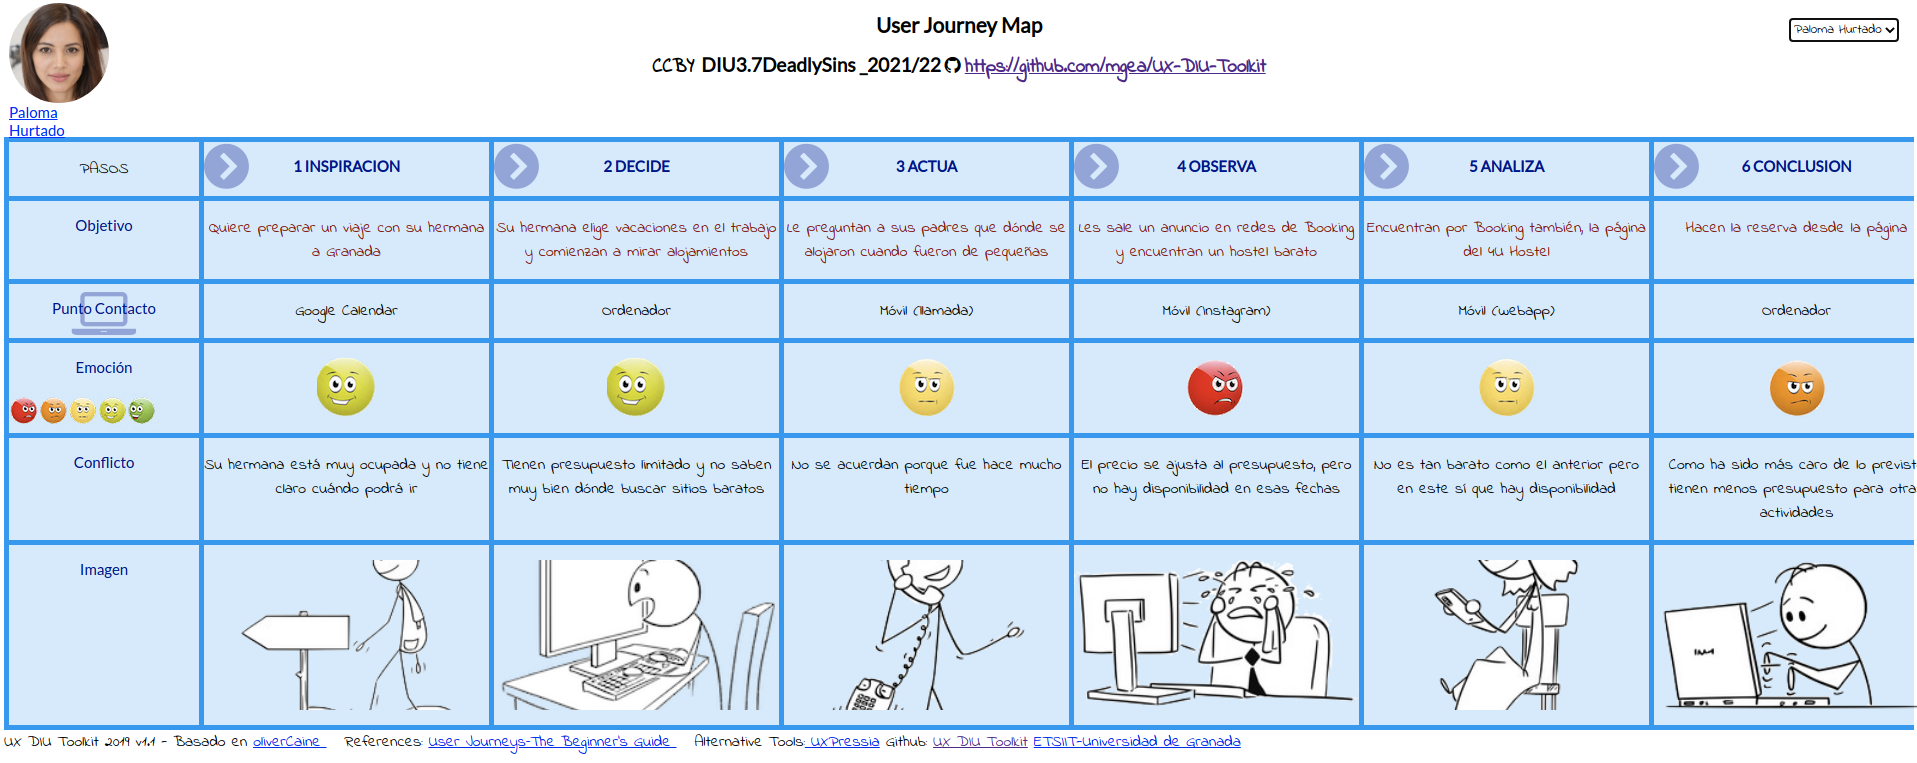 User Journey Map
Paloma Hurtado
CCBY DIU3.7DeadlySins _2021/22 https://github.com/mgea/UX-DIU-Toolkit
Paloma
Hurtado
PASOS
1 INSPIRACION
2 DECIDE
3 ACTUA
4 OBSERVA
5 ANALIZA
6 CONCLUSION
Objetivo
Quiere preparar un viaje con su hermana
a Granada
Su hermana elige vacaciones en el trabajo
y comienzan a mirar alojamientos
Le preguntan a sus padres que dónde se
alojaron cuando fueron de pequeñas
Les sale un anuncio en redes de Booking
y encuentran un hostel barato
Encuentran por Booking también, la página
del 4U Hostel
Hacen la reserva desde la página
Punto Contacto
Google Calendar
Ordenador
Móvil (llamada)
Móvil (Instagram)
Móvil (webapp)
Ordenador
Emoción
Conflicto
Su hermana está muy ocupada y no tiene
claro cuándo podrá ir
Tienen presupuesto limitado y no saben
muy bien dónde buscar sitios baratos
No se acuerdan porque fue hace mucho
tiempo
El precio se ajusta al presupuesto, pero
no hay disponibilidad en esas fechas
No es tan barato como el anterior pero
en este sí que hay disponibilidad
Como ha sido más caro de lo previst
tienen menos presupuesto para otra
actividades
Imagen
UX DIU Toolkit 2019 v1.1 - Basado en oliverCaine References: User Journeys-The Beginner's Guide Alternative Tools: UXPressia Github: UX DIU Toolkit ETSIIT-Universidad de Granada